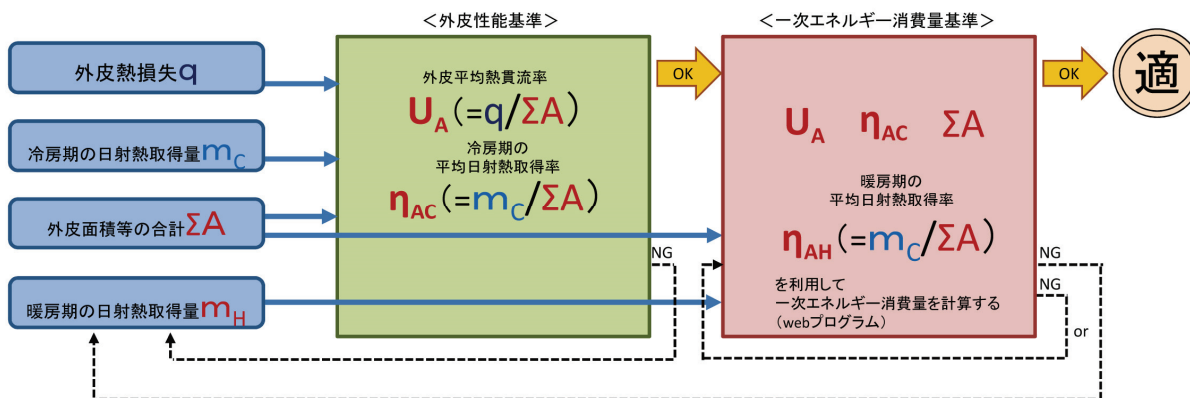 ＜外皮性能基準＞
＜一次エネルギー消費量基準＞
外皮熱損失q
冷房期の日射熱取得量mC
外皮面積等の合計ΣA
暖房期の日射熱取得量mH
外皮平均熱貫流率
UA(=q/ΣA)
冷房期の
平均日射熱取得率
ηAC(=mC/ΣA)
OK
NG
UA ηAC ΣA
暖房期の
平均日射熱取得率
ηAH(=mC/ΣA)
を利用して
一次エネルギー消費量を計算する
（webプログラム）
OK
適
NG
NG
or